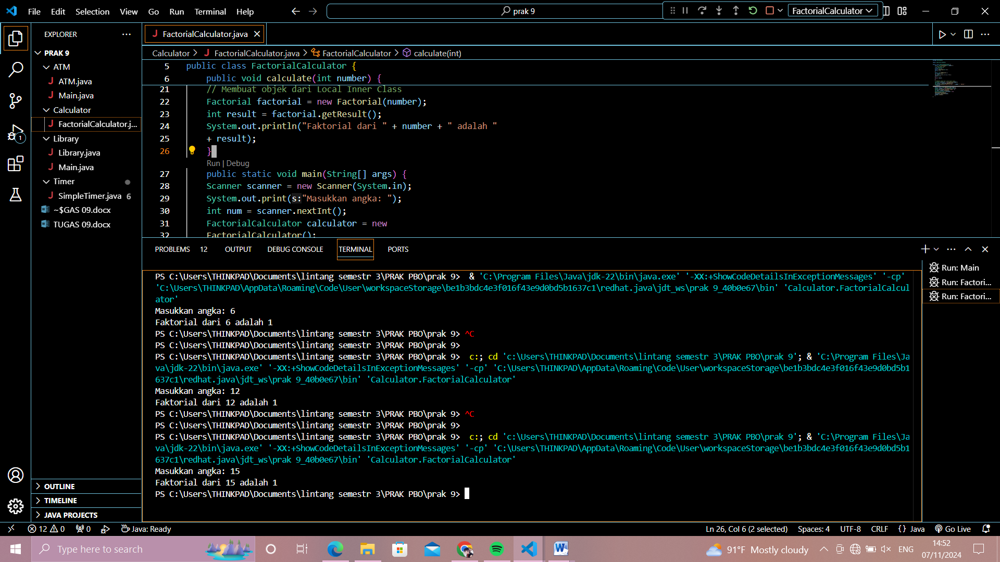 File Edit Selection View Go Run Terminal Help
prak 9
FactorialCalculator
EXPLORER
PRAK 9
ATM
J ATM.java
J Main.java
Calculator
J FactorialCalculator.j...
Library
J Library.java
J Main.java
Timer
J SimpleTimer.java 6
~$GAS 09.docx
TUGAS 09.docx
OUTLINE
TIMELINE
JAVA PROJECTS
1
J FactorialCalculator.java
Calculator > J FactorialCalculator.java > FactorialCalculator > calculate(int)
5 public class FactorialCalculator {
6 public void calculate(int number) {
21 // Membuat objek dari Local Inner Class
22 Factorial factorial = new Factorial(number);
23 int result = factorial.getResult();
24 System.out.println("Faktorial dari " + number + " adalah "
25 + result);
26 }
Run | Debug
27 public static void main(String[] args) {
28 Scanner scanner = new Scanner(System.in);
29 System.out.print(s:"Masukkan angka: ");
30 int num = scanner.nextInt();
31 FactorialCalculator calculator = new
32 FactorialCalculator();
PROBLEMS 12 OUTPUT DEBUG CONSOLE TERMINAL PORTS
PS C:\Users\THINKPAD\Documents\lintang semestr 3\PRAK PBO\prak 9>  & 'C:\Program Files\Java\jdk-22\bin\java.exe' '-XX:+ShowCodeDetailsInExceptionMessages' '-cp'
'C:\Users\THINKPAD\AppData\Roaming\Code\User\workspaceStorage\be1b3bdc4e3f016f43e9d0bd5b1637c1\redhat.java\jdt_ws\prak 9_40b0e67\bin' 'Calculator.FactorialCalcul
ator'
Masukkan angka: 6
Faktorial dari 6 adalah 1
PS C:\Users\THINKPAD\Documents\lintang semestr 3\PRAK PBO\prak 9> ^C
PS C:\Users\THINKPAD\Documents\lintang semestr 3\PRAK PBO\prak 9>
PS C:\Users\THINKPAD\Documents\lintang semestr 3\PRAK PBO\prak 9>  c:; cd 'c:\Users\THINKPAD\Documents\lintang semestr 3\PRAK PBO\prak 9'; & 'C:\Program Files\Ja
va\jdk-22\bin\java.exe' '-XX:+ShowCodeDetailsInExceptionMessages' '-cp' 'C:\Users\THINKPAD\AppData\Roaming\Code\User\workspaceStorage\be1b3bdc4e3f016f43e9d0bd5b1
637c1\redhat.java\jdt_ws\prak 9_40b0e67\bin' 'Calculator.FactorialCalculator'
Masukkan angka: 12
Faktorial dari 12 adalah 1
PS C:\Users\THINKPAD\Documents\lintang semestr 3\PRAK PBO\prak 9> ^C
PS C:\Users\THINKPAD\Documents\lintang semestr 3\PRAK PBO\prak 9>
PS C:\Users\THINKPAD\Documents\lintang semestr 3\PRAK PBO\prak 9>  c:; cd 'c:\Users\THINKPAD\Documents\lintang semestr 3\PRAK PBO\prak 9'; & 'C:\Program Files\Ja
va\jdk-22\bin\java.exe' '-XX:+ShowCodeDetailsInExceptionMessages' '-cp' 'C:\Users\THINKPAD\AppData\Roaming\Code\User\workspaceStorage\be1b3bdc4e3f016f43e9d0bd5b1
637c1\redhat.java\jdt_ws\prak 9_40b0e67\bin' 'Calculator.FactorialCalculator'
Masukkan angka: 15
Faktorial dari 15 adalah 1
PS C:\Users\THINKPAD\Documents\lintang semestr 3\PRAK PBO\prak 9>
Run: Main
Run: Factori...
Run: Factori...
12 0 0 Java: Ready
Ln 26, Col 6 (2 selected) Spaces: 4 UTF-8 CRLF {} Java Go Live
Type here to search
91°F Mostly cloudy
ENG
14:52
07/11/2024